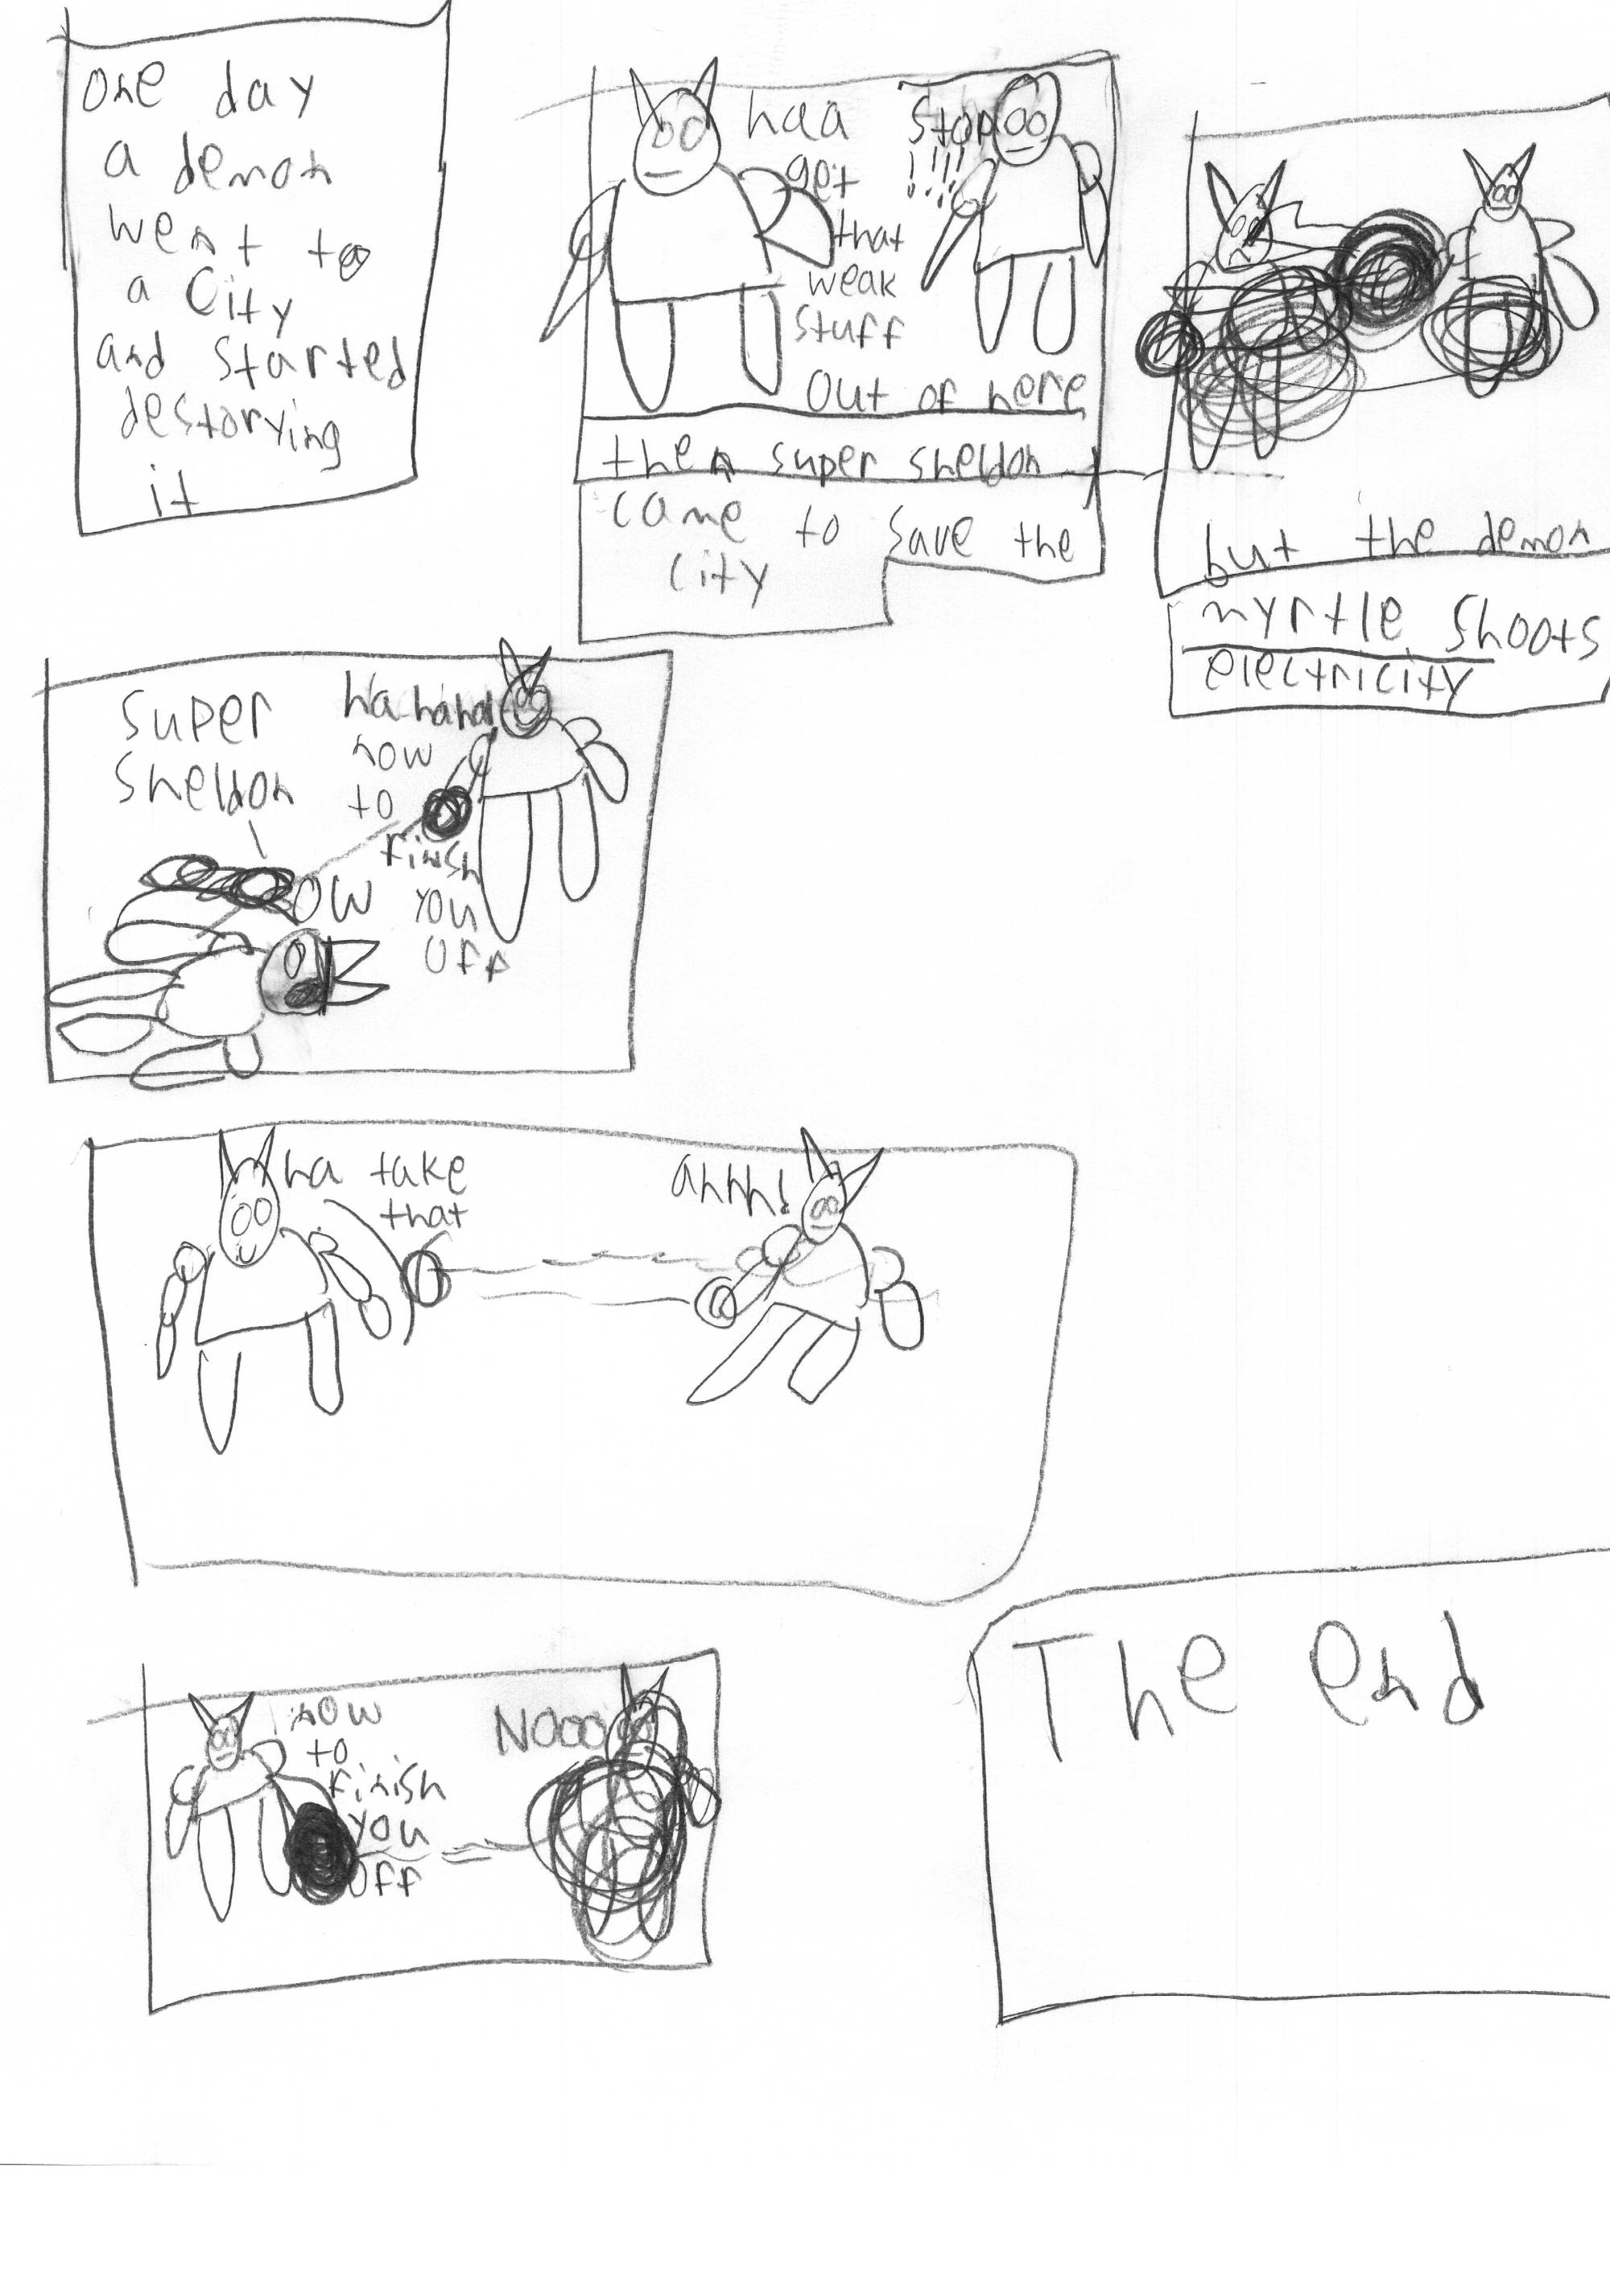 one day
a demon
went to
a City
and started
destorying
it
haa
get
that
weak
stuff
out of here
Stop
!!!!
then super sheldon
came to save the
city
but the demon
myrtle shoots
electricity
super
sheldon
ha hahal
now
to
finish
you
off
ow
ha take
that
ahhh!
now
to
finish
you
off
Nooo
The end